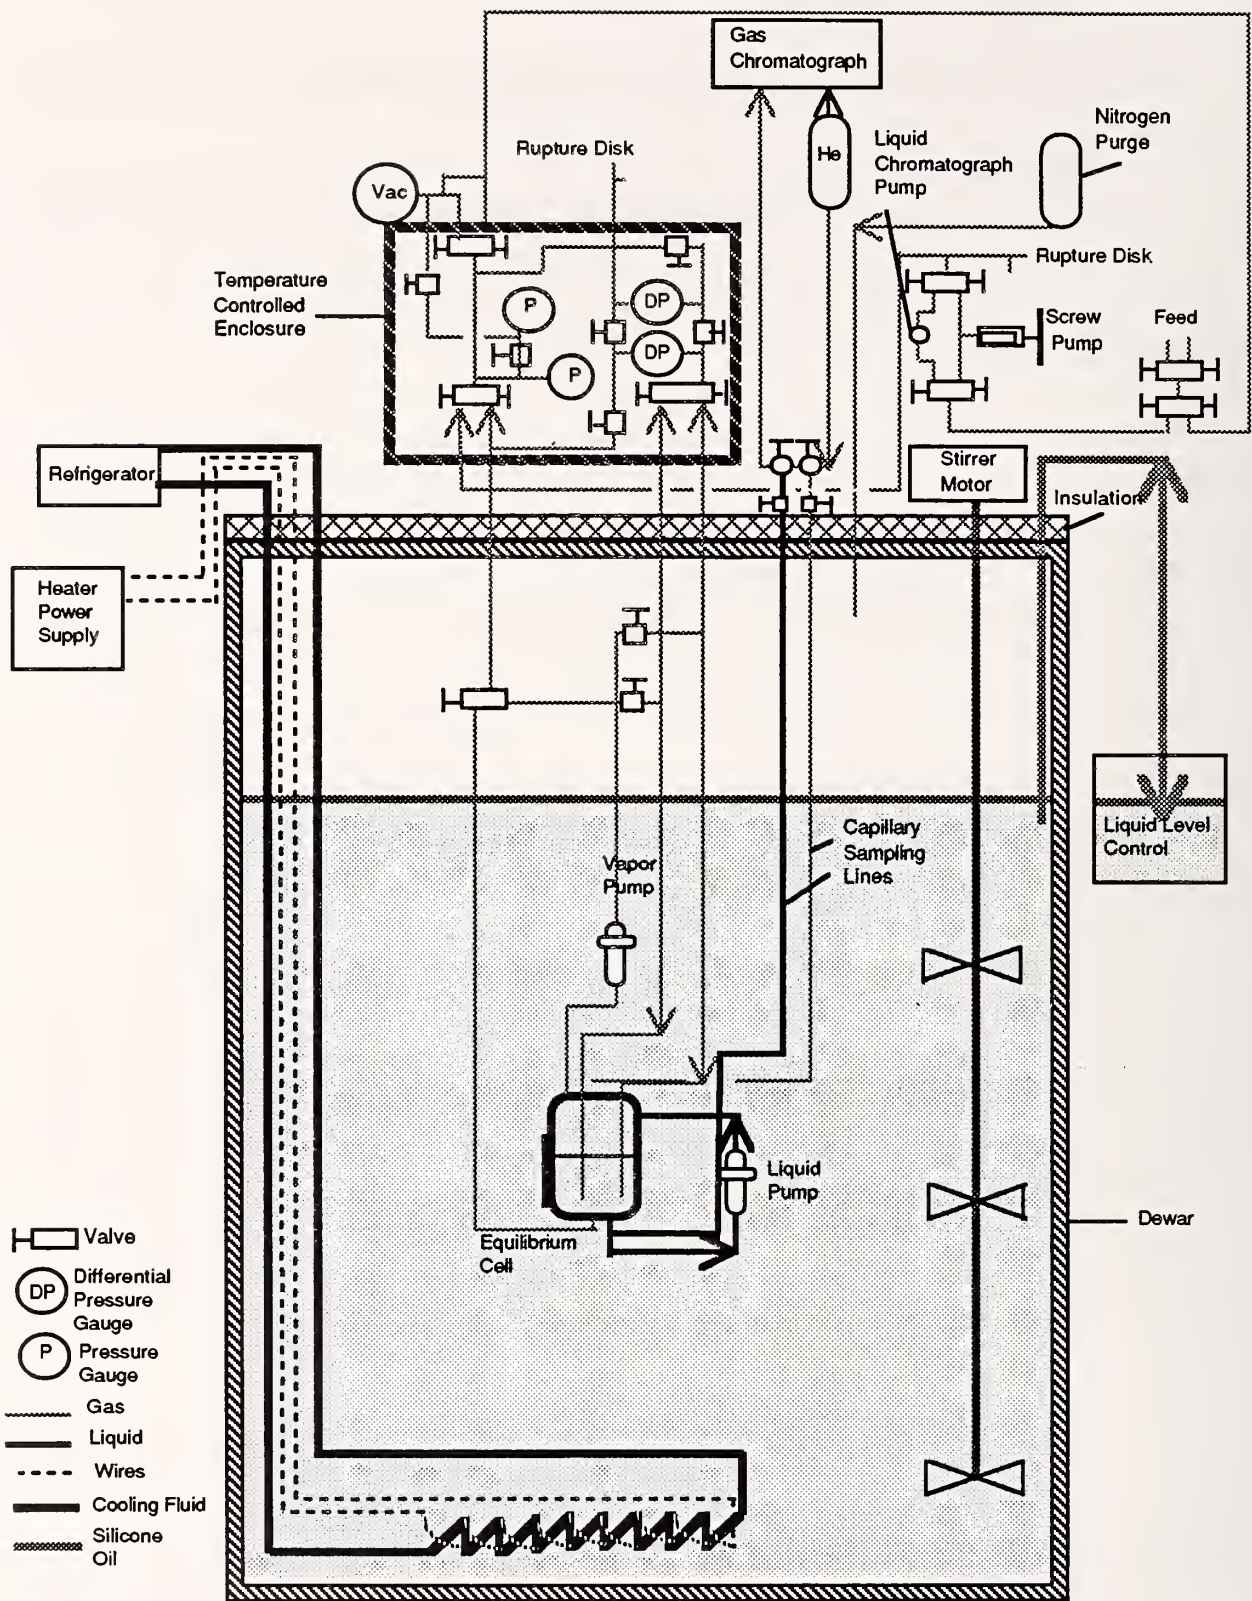 Gas
Chromatograph
He
Liquid
Chromatograph
Pump
Nitrogen
Purge
Rupture Disk
Vac
Temperature
Controlled
Enclosure
P
DP
DP
P
Rupture Disk
Screw
Pump
Feed
Refrigerator
Stirrer
Motor
Insulation
Heater
Power
Supply
Liquid Level
Control
Capillary
Sampling
Lines
Vapor
Pump
Liquid
Pump
Equilibrium
Cell
Dewar
Valve
DP
Differential
Pressure
Gauge
P
Pressure
Gauge
Gas
Liquid
Wires
Cooling Fluid
Silicone
Oil